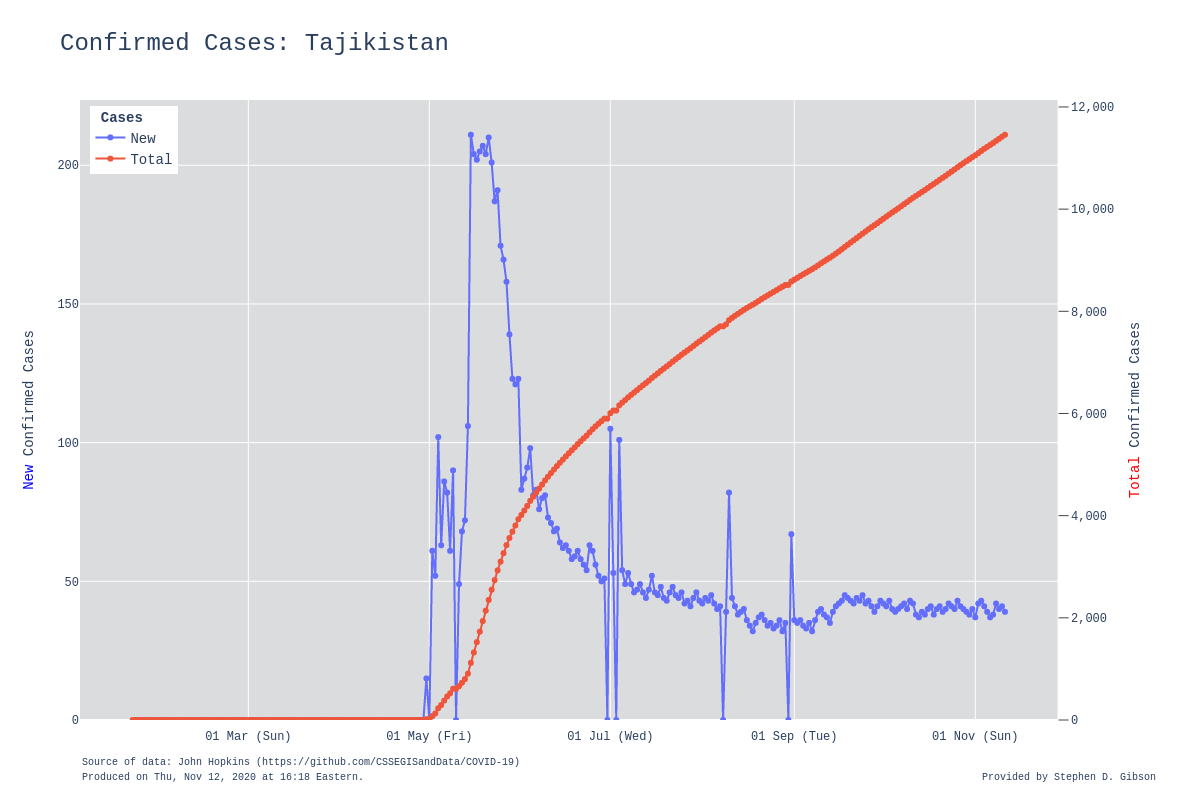 Confirmed Cases: Tajikistan
Cases
New
Total
200
150
100
50
0
New Confirmed Cases
12,000
10,000
8,000
6,000
4,000
2,000
0
Total Confirmed Cases
01 Mar (Sun)
01 May (Fri)
01 Jul (Wed)
01 Sep (Tue)
01 Nov (Sun)
Source of data: John Hopkins (https://github.com/CSSEGISandData/COVID-19)
Produced on Thu, Nov 12, 2020 at 16:18 Eastern.
Provided by Stephen D. Gibson